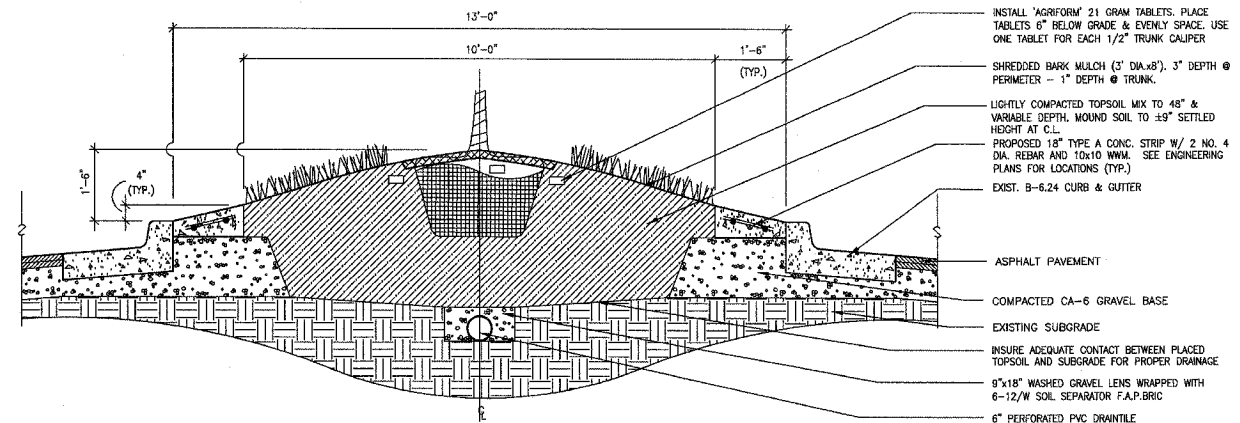 13'-0"
10'-0"
1'-6"
(TYP.)
1'-6"
4"
(TYP.)
INSTALL 'AGRIFORM' 21 GRAM TABLETS. PLACE
TABLETS 6" BELOW GRADE & EVENLY SPACE. USE
ONE TABLET FOR EACH 1/2" TRUNK CALIPER
SHREDDED BARK MULCH (3' DIA.x8'). 3" DEPTH @
PERIMETER – 1" DEPTH @ TRUNK.
LIGHTLY COMPACTED TOPSOIL MIX TO 48" &
VARIABLE DEPTH. MOUND SOIL TO ±9" SETTLED
HEIGHT AT C.L.
PROPOSED 18" TYPE A CONC. STRIP W/ 2 NO. 4
DIA. REBAR AND 10x10 WWM. SEE ENGINEERING
PLANS FOR LOCATIONS (TYP.)
EXIST. B-6.24 CURB & GUTTER
ASPHALT PAVEMENT
COMPACTED CA-6 GRAVEL BASE
EXISTING SUBGRADE
INSURE ADEQUATE CONTACT BETWEEN PLACED
TOPSOIL AND SUBGRADE FOR PROPER DRAINAGE
9"x18" WASHED GRAVEL LENS WRAPPED WITH
6-12/W SOIL SEPARATOR F.A.P.BRIC
6" PERFORATED PVC DRAINTILE
℄